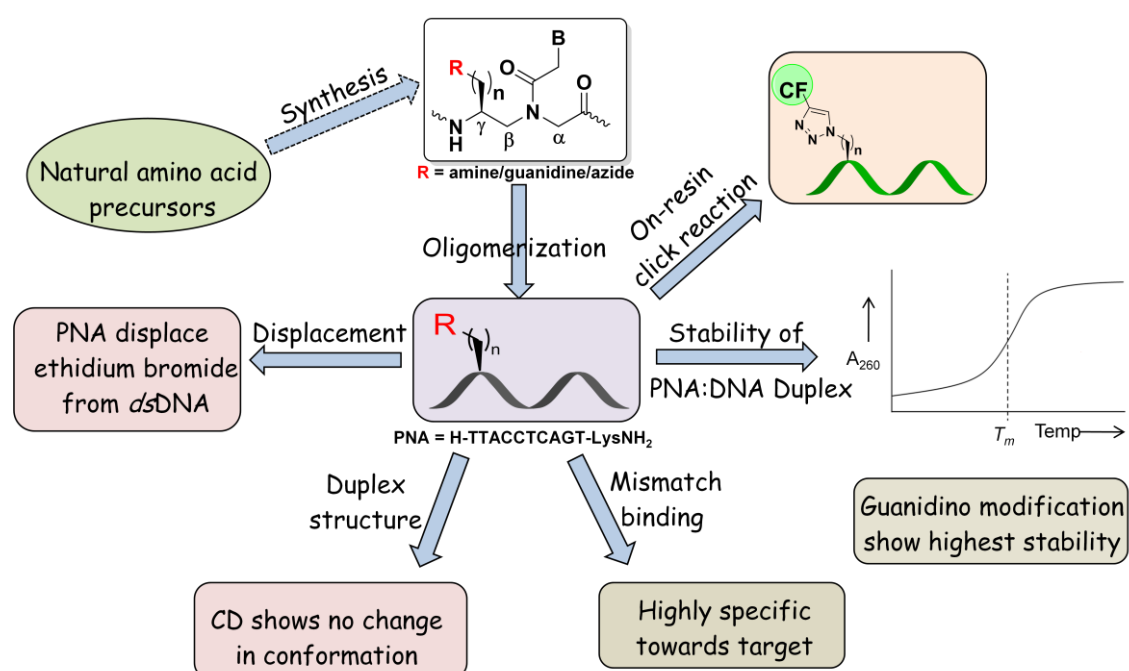 B
R
O
( )n
O
N
N
H
γ
β
α
R = amine/guanidine/azide
Synthesis
Natural amino acid
precursors
CF
N
N
N
( )n
On-resin
click reaction
Oligomerization
PNA displace
ethidium bromide
from dsDNA
Displacement
R
( )n
Stability of
PNA:DNA Duplex
A260
Tm
Temp
PNA = H-TTACCTCAGT-LysNH2
Duplex
structure
Mismatch
binding
Guanidino modification
show highest stability
CD shows no change
in conformation
Highly specific
towards target